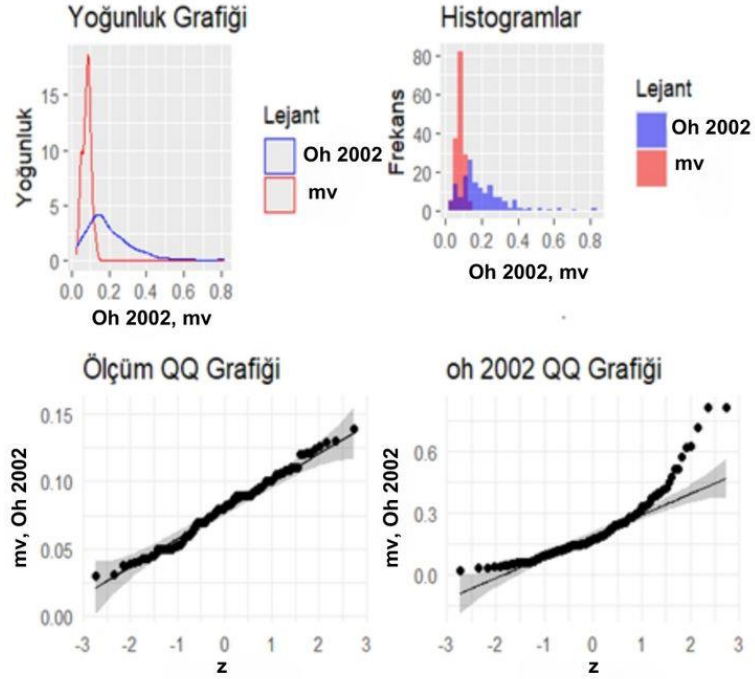 Yoğunluk Grafiği
Yoğunluk
15
10
5
0
0.0 0.2 0.4 0.6 0.8
Oh 2002, mv
Lejant
Oh 2002
mv
Histogramlar
Frekans
80
60
40
20
0
0.0 0.2 0.4 0.6 0.8
Oh 2002, mv
Lejant
Oh 2002
mv
Ölçüm QQ Grafiği
mv, Oh 2002
0.15
0.10
0.05
0.00
-3 -2 -1 0 1 2 3
z
oh 2002 QQ Grafiği
mv, Oh 2002
0.6
0.3
0.0
-3 -2 -1 0 1 2 3
z